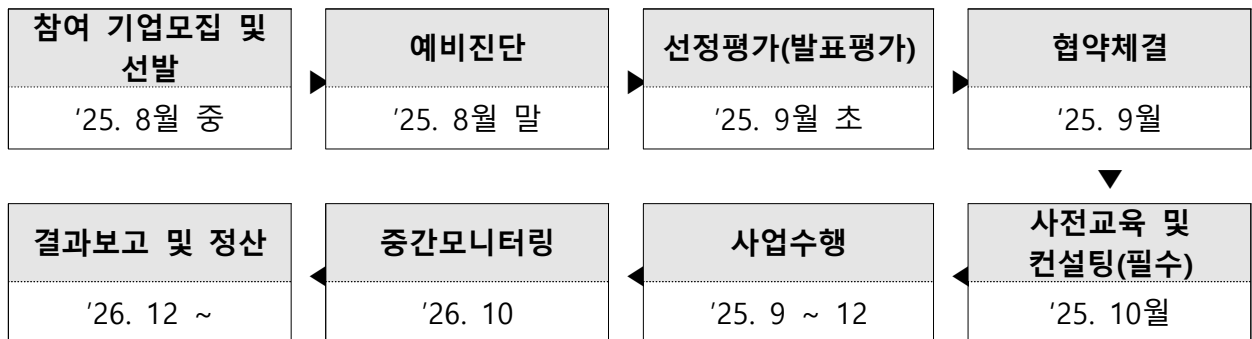 참여 기업모집 및
선발
'25. 8월 중
예비진단
'25. 8월 말
선정평가(발표평가)
'25. 9월 초
협약체결
'25. 9월
사전교육 및
컨설팅(필수)
'25. 10월
사업수행
'25. 9 ~ 12
중간모니터링
'26. 10
결과보고 및 정산
'26. 12 ~